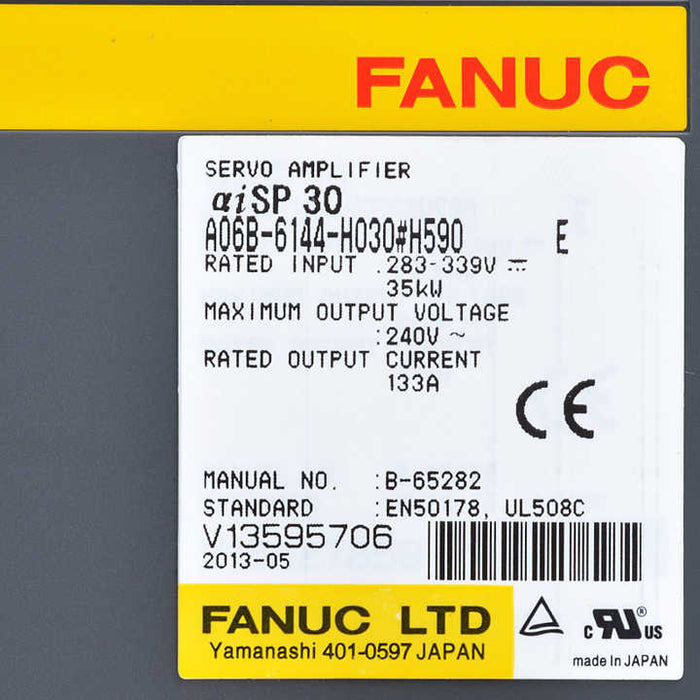 FANUC
SERVO AMPLIFIER
αiSP 30
A06B-6144-H030#H590 E
RATED INPUT :283-339V ⎓
35kW
MAXIMUM OUTPUT VOLTAGE
:240V ~
RATED OUTPUT CURRENT
133A
CE
MANUAL NO. :B-65282
STANDARD :EN50178, UL508C
V13595706
2013-05
FANUC LTD
Yamanashi 401-0597 JAPAN
c RU ® US
made In JAPAN